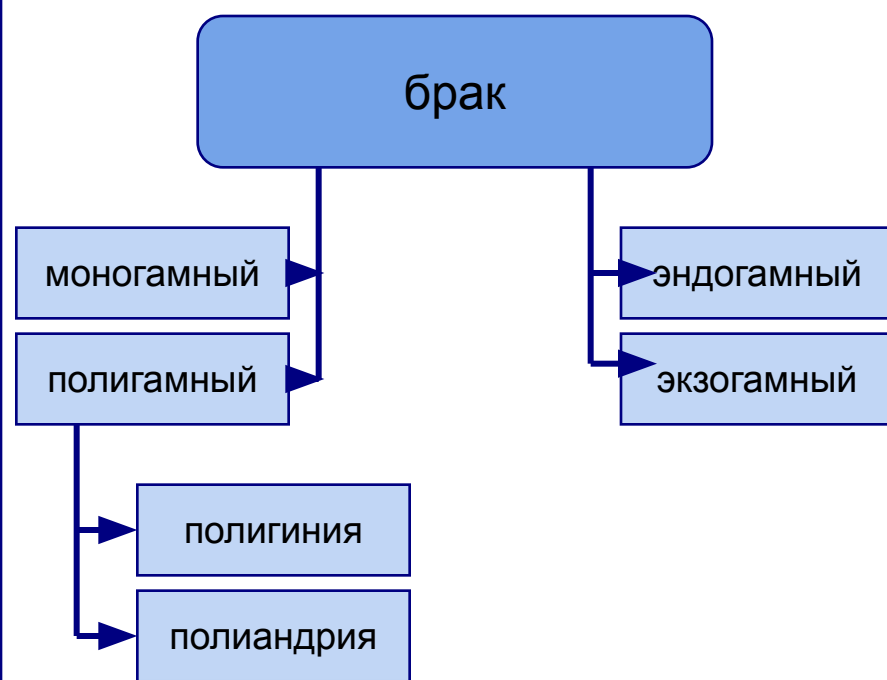 брак
моногамный
эндогамный
полигамный
экзогамный
полигиния
полиандрия